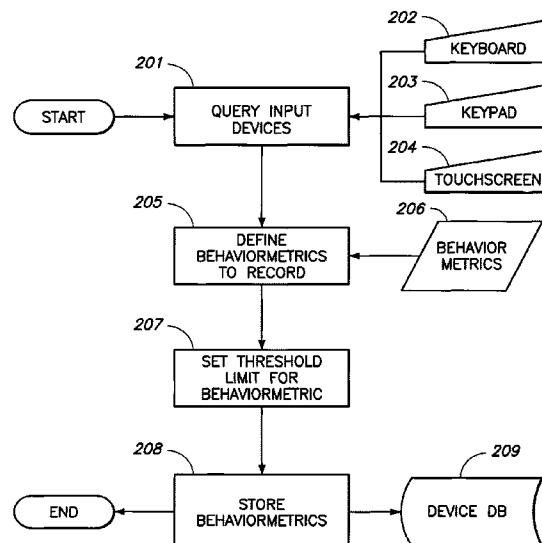 202
KEYBOARD
201
203
START
QUERY INPUT
DEVICES
KEYPAD
204
TOUCHSCREEN
205
206
DEFINE
BEHAVIORMETRICS
TO RECORD
BEHAVIOR
METRICS
207
SET THRESHOLD
LIMIT FOR
BEHAVIORMETRIC
208
209
END
STORE
BEHAVIORMETRICS
DEVICE DB